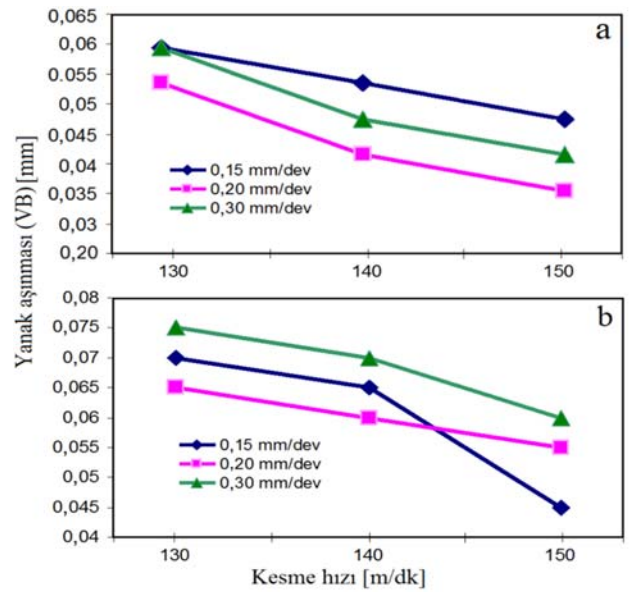 Yanak aşınması (VB) [mm]
0,065
0,06
0.055
0,05
0,045
0,04
0,035
0,03
0,20
a
0,15 mm/dev
0,20 mm/dev
0,30 mm/dev
130
140
150
0,08
0,075
0,07
0,065
0,06
0,055
0,05
0,045
0,04
b
0,15 mm/dev
0,20 mm/dev
0,30 mm/dev
130
140
150
Kesme hızı [m/dk]